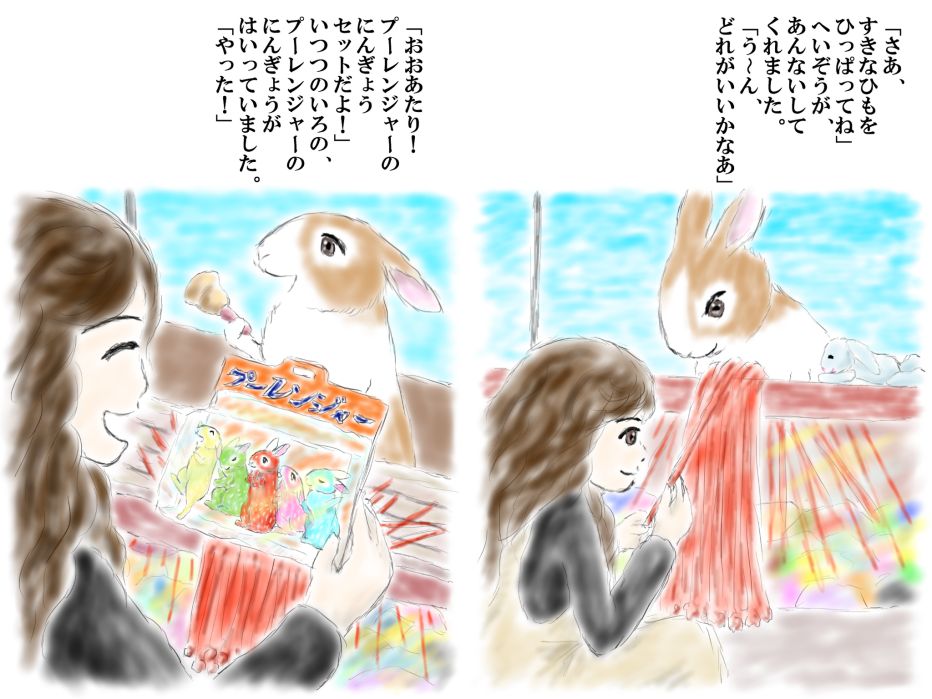 「さあ、
すきなひもを
ひっぱってね」
へいぞうが、
あんないして
くれました。
「う～ん、
どれがいいかなあ」
「おおあたり！
プーレンジャーの
にんぎょう
セットだよ！」
いつつのいろの、
プーレンジャーの
にんぎょうが
はいっていました。
「やった！」
プーレンジャー